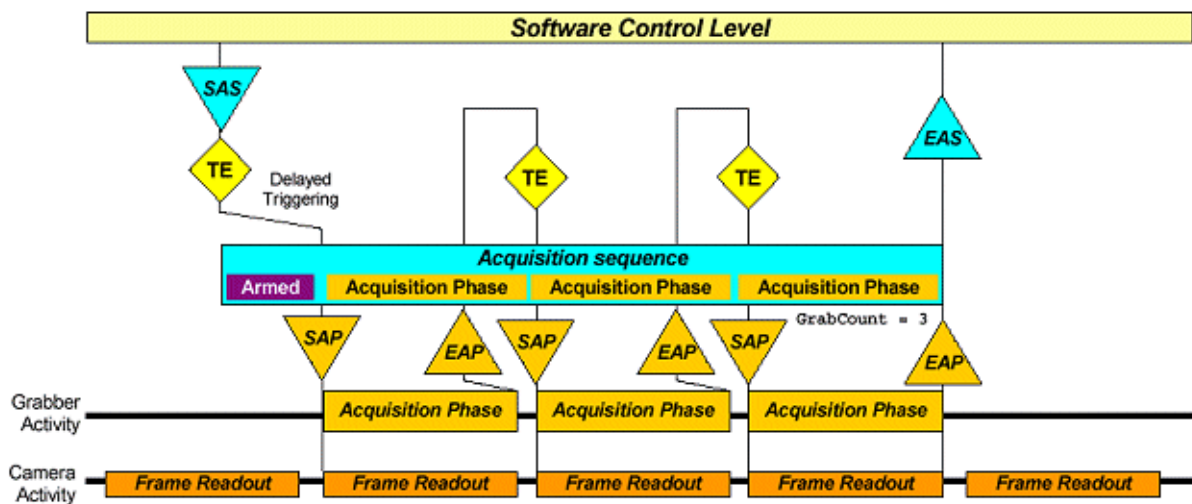 Software Control Level
SAS
EAS
TE
Delayed
Triggering
TE
TE
Acquisition sequence
Armed
Acquisition Phase
Acquisition Phase
Acquisition Phase
GrabCount = 3
SAP
EAP
SAP
EAP
SAP
EAP
Grabber
Activity
Acquisition Phase
Acquisition Phase
Acquisition Phase
Camera
Activity
Frame Readout
Frame Readout
Frame Readout
Frame Readout
Frame Readout